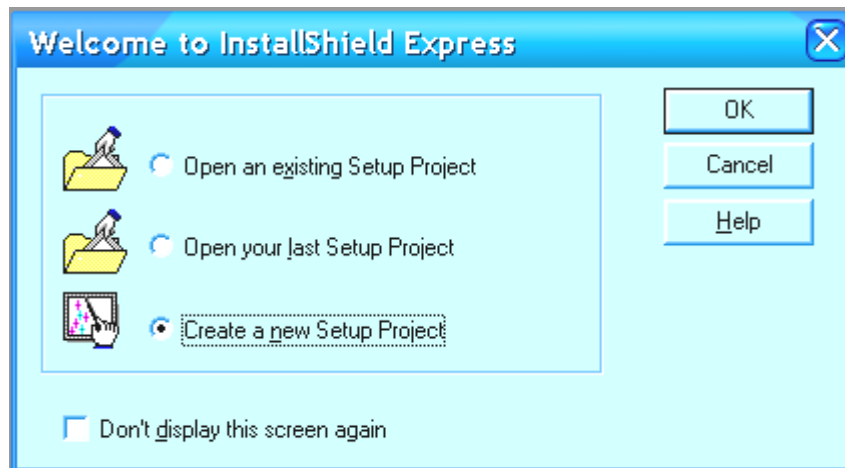 Welcome to InstallShield Express
OK
Open an existing Setup Project
Cancel
Help
Open your last Setup Project
Create a new Setup Project
Don't display this screen again